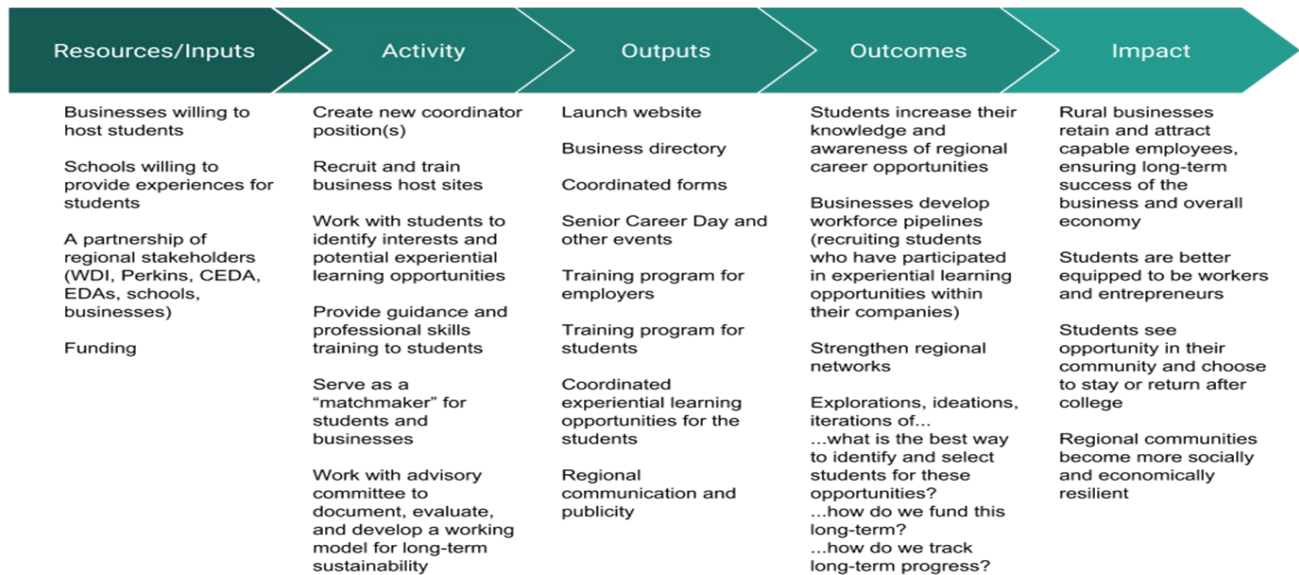 Resources/Inputs
Businesses willing to
host students
Schools willing to
provide experiences for
students
A partnership of
regional stakeholders
(WDI, Perkins, CEDA,
EDAs, schools,
businesses)
Funding
Activity
Create new coordinator
position(s)
Recruit and train
business host sites
Work with students to
identify interests and
potential experiential
learning opportunities
Provide guidance and
professional skills
training to students
Serve as a
“matchmaker” for
students and
businesses
Work with advisory
committee to
document, evaluate,
and develop a working
model for long-term
sustainability
Outputs
Launch website
Business directory
Coordinated forms
Senior Career Day and
other events
Training program for
employers
Training program for
students
Coordinated
experiential learning
opportunities for the
students
Regional
communication and
publicity
Outcomes
Students increase their
knowledge and
awareness of regional
career opportunities
Businesses develop
workforce pipelines
(recruiting students
who have participated
in experiential learning
opportunities within
their companies)
Strengthen regional
networks
Explorations, ideations,
iterations of...
...what is the best way
to identify and select
students for these
opportunities?
...how do we fund this
long-term?
...how do we track
long-term progress?
Impact
Rural businesses
retain and attract
capable employees,
ensuring long-term
success of the
business and overall
economy
Students are better
equipped to be workers
and entrepreneurs
Students see
opportunity in their
community and choose
to stay or return after
college
Regional communities
become more socially
and economically
resilient